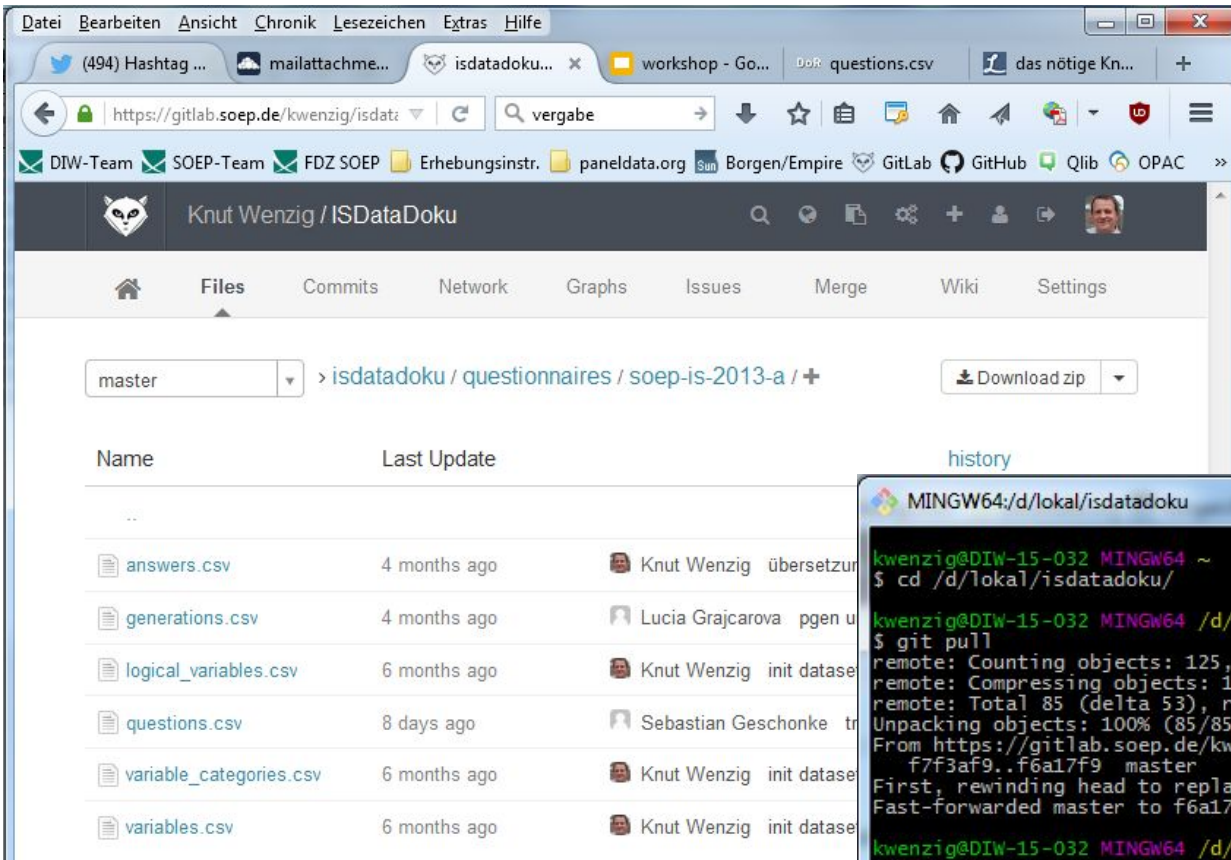 Datei Bearbeiten Ansicht Chronik Lesezeichen Extras Hilfe
(494) Hashtag ... mailattachme... isdatadoku... workshop - Go... DoR questions.csv das nötige Kn...
https://gitlab.soep.de/kwenzig/isdata vergabe
DIW-Team SOEP-Team FDZ SOEP Erhebungsinstr. paneldata.org Sun Borgen/Empire GitLab GitHub Qlib OPAC »
Knut Wenzig / ISDataDoku
Files Commits Network Graphs Issues Merge Wiki Settings
master › isdatadoku / questionnaires / soep-is-2013-a / + Download zip
Name Last Update history
..
answers.csv 4 months ago Knut Wenzig übersetzur
generations.csv 4 months ago Lucia Grajcarova pgen u
logical_variables.csv 6 months ago Knut Wenzig init datase
questions.csv 8 days ago Sebastian Geschonke tr
variable_categories.csv 6 months ago Knut Wenzig init datase
variables.csv 6 months ago Knut Wenzig init datase
MINGW64:/d/lokal/isdatadoku
kwenzig@DIW-15-032 MINGW64 ~
$ cd /d/lokal/isdatadoku/
kwenzig@DIW-15-032 MINGW64 /d/
$ git pull
remote: Counting objects: 125,
remote: Compressing objects: 1
remote: Total 85 (delta 53), r
Unpacking objects: 100% (85/85
From https://gitlab.soep.de/kw
f7f3af9..f6a17f9 master
First, rewinding head to repla
Fast-forwarded master to f6a17
kwenzig@DIW-15-032 MINGW64 /d/